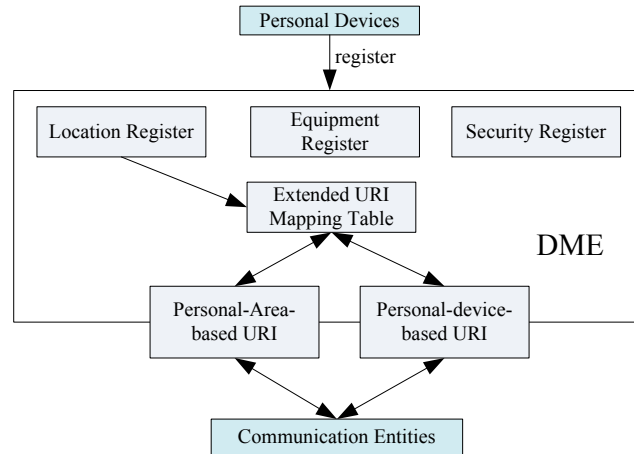 Personal Devices
register
Location Register
Equipment
Register
Security Register
Extended URI
Mapping Table
DME
Personal-Area-
based URI
Personal-device-
based URI
Communication Entities